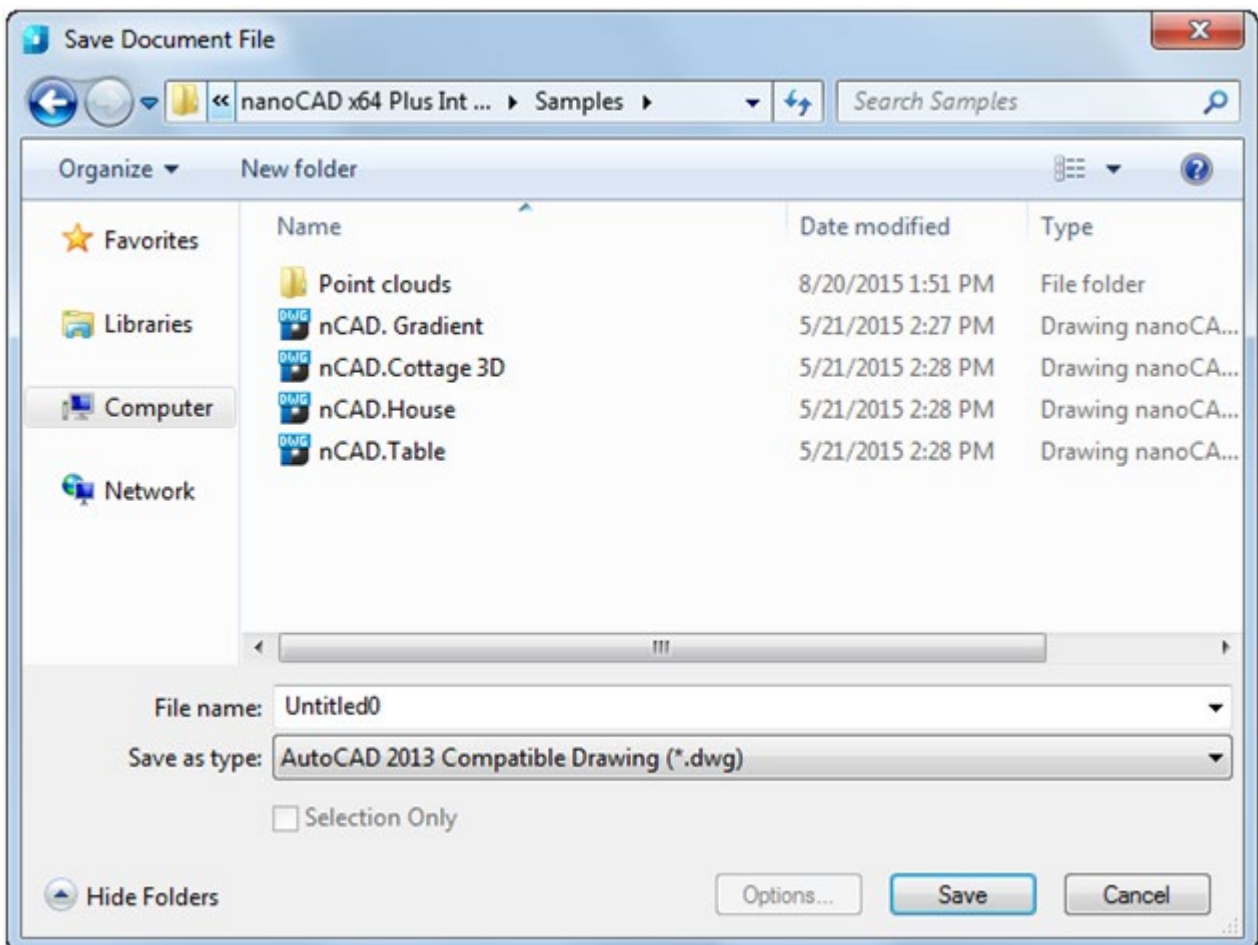 Save Document File
« nanoCAD x64 Plus Int ... ▸ Samples ▸ Search Samples
Organize New folder
Name Date modified Type
Favorites
Libraries
Computer
Network
Point clouds 8/20/2015 1:51 PM File folder
nCAD. Gradient 5/21/2015 2:27 PM Drawing nanoCA...
nCAD.Cottage 3D 5/21/2015 2:28 PM Drawing nanoCA...
nCAD.House 5/21/2015 2:28 PM Drawing nanoCA...
nCAD.Table 5/21/2015 2:28 PM Drawing nanoCA...
File name: Untitled0
Save as type: AutoCAD 2013 Compatible Drawing (*.dwg)
Selection Only
Hide Folders Options... Save Cancel